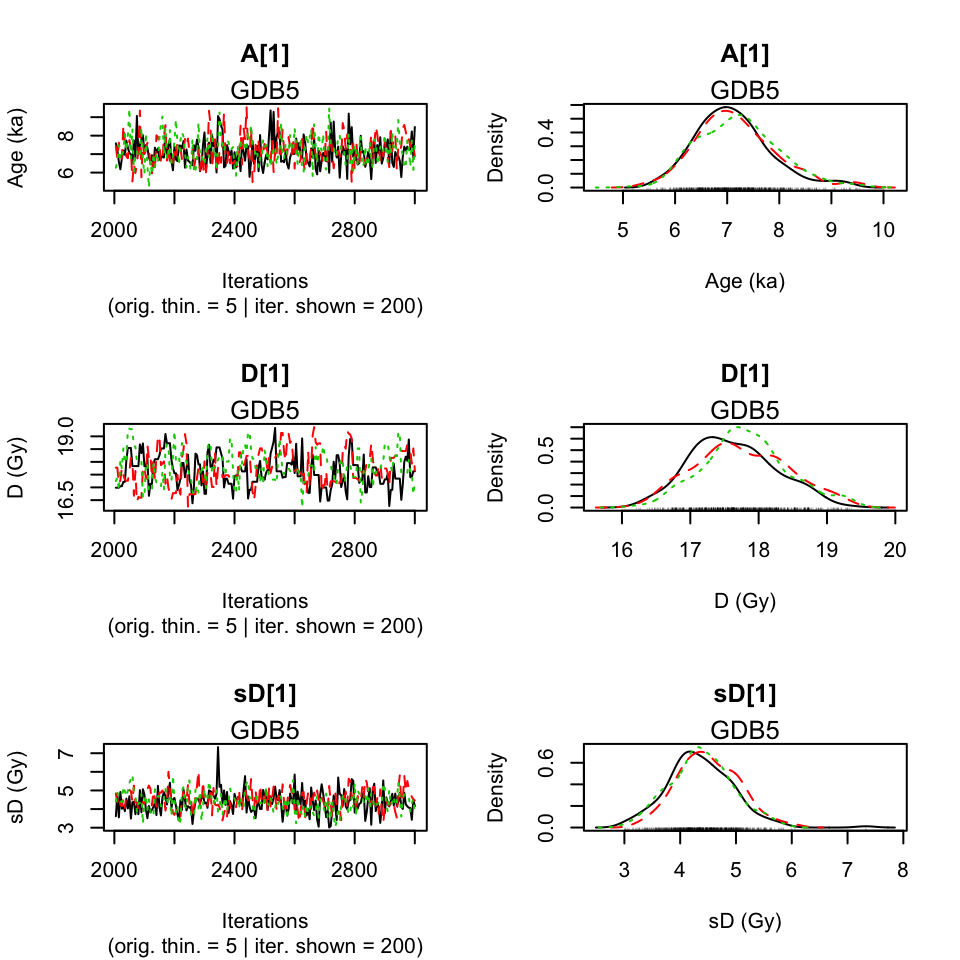 A[1]
GDB5
Age (ka)
8
6
2000 2400 2800
Iterations
(orig. thin. = 5 | iter. shown = 200)
A[1]
GDB5
Density
0.4
0.0
5 6 7 8 9 10
Age (ka)
D[1]
GDB5
D (Gy)
19.0
16.5
2000 2400 2800
Iterations
(orig. thin. = 5 | iter. shown = 200)
D[1]
GDB5
Density
0.5
0.0
16 17 18 19 20
D (Gy)
sD[1]
GDB5
sD (Gy)
7
5
3
2000 2400 2800
Iterations
(orig. thin. = 5 | iter. shown = 200)
sD[1]
GDB5
Density
0.6
0.0
3 4 5 6 7 8
sD (Gy)